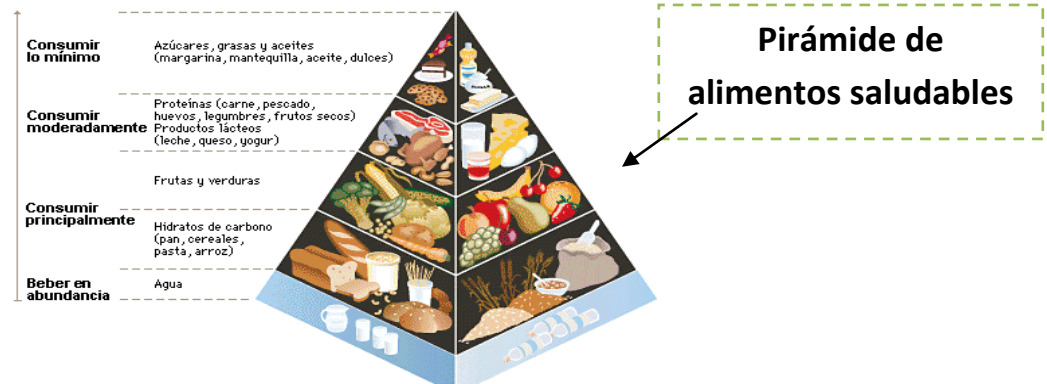 Pirámide de
alimentos saludables
Consumir
lo mínimo
Azúcares, grasas y aceites
(margarina, mantequilla, aceite, dulces)
Consumir
moderadamente
Proteínas (carne, pescado,
huevos, legumbres, frutos secos)
Productos lácteos
(leche, queso, yogur)
Consumir
principalmente
Frutas y verduras
Hidratos de carbono
(pan, cereales,
pasta, arroz)
Beber en
abundancia
Agua